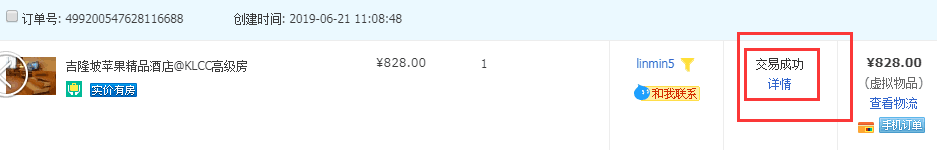 订单号: 499200547628116688 创建时间: 2019-06-21 11:08:48
吉隆坡苹果精品酒店@KLCC高级房 ¥828.00 1 linmin5 交易成功 ¥828.00
实价有房 和我联系 详情 (虚拟物品)
查看物流
手机订单